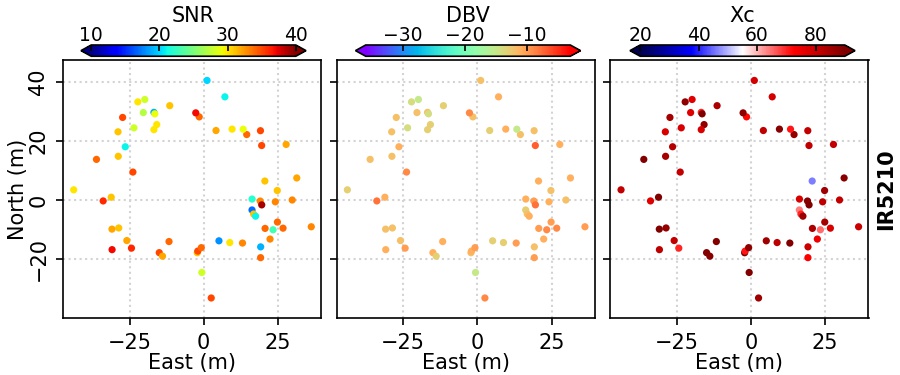 SNR DBV Xc
10 20 30 40 −30 −20 −10 20 40 60 80
40
20
0
−20
North (m)
−25 0 25 −25 0 25 −25 0 25
East (m) East (m) East (m)
IR5210